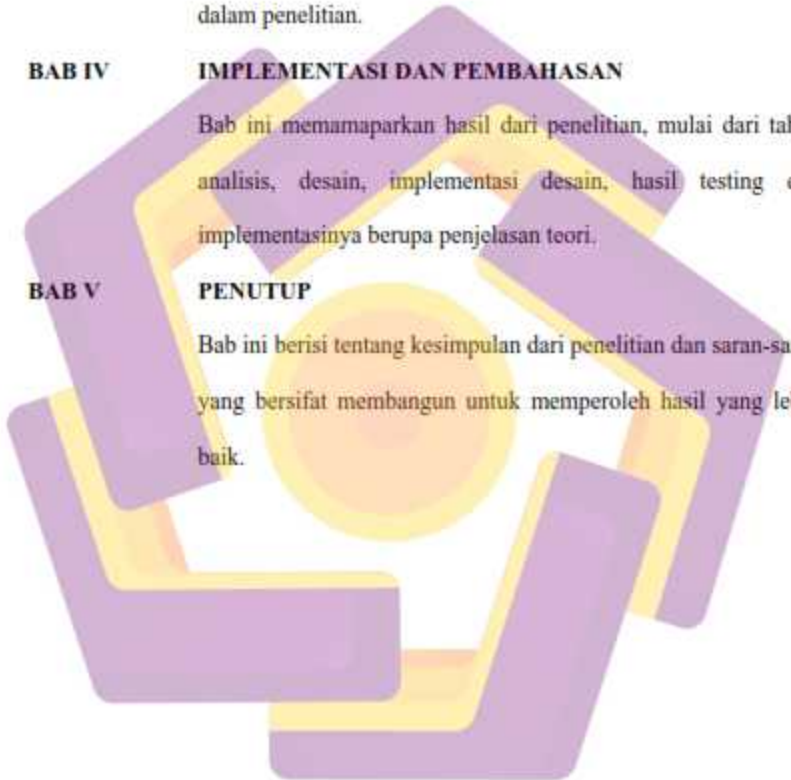 dalam penelitian.
BAB IV IMPLEMENTASI DAN PEMBAHASAN
Bab ini memamaparkan hasil dari penelitian, mulai dari
analisis, desain, implementasi desain, hasil testing
implementasinya berupa penjelasan teori.
BAB V PENUTUP
Bab ini berisi tentang kesimpulan dari penelitian dan
yang bersifat membangun untuk memperoleh hasil yang
baik.